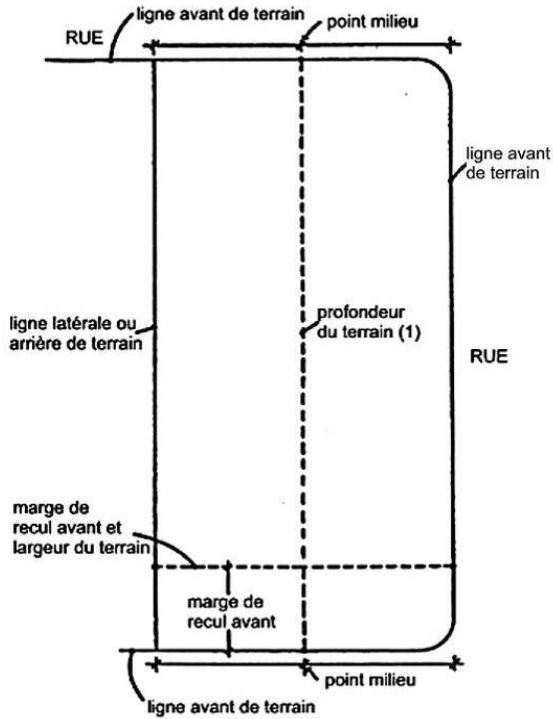 ligne avant de terrain
point milieu
RUE
ligne avant
de terrain
ligne latérale ou
arrière de terrain
profondeur
du terrain (1)
RUE
marge de
recul avant et
largeur du terrain
marge de
recul avant
point milieu
ligne avant de terrain